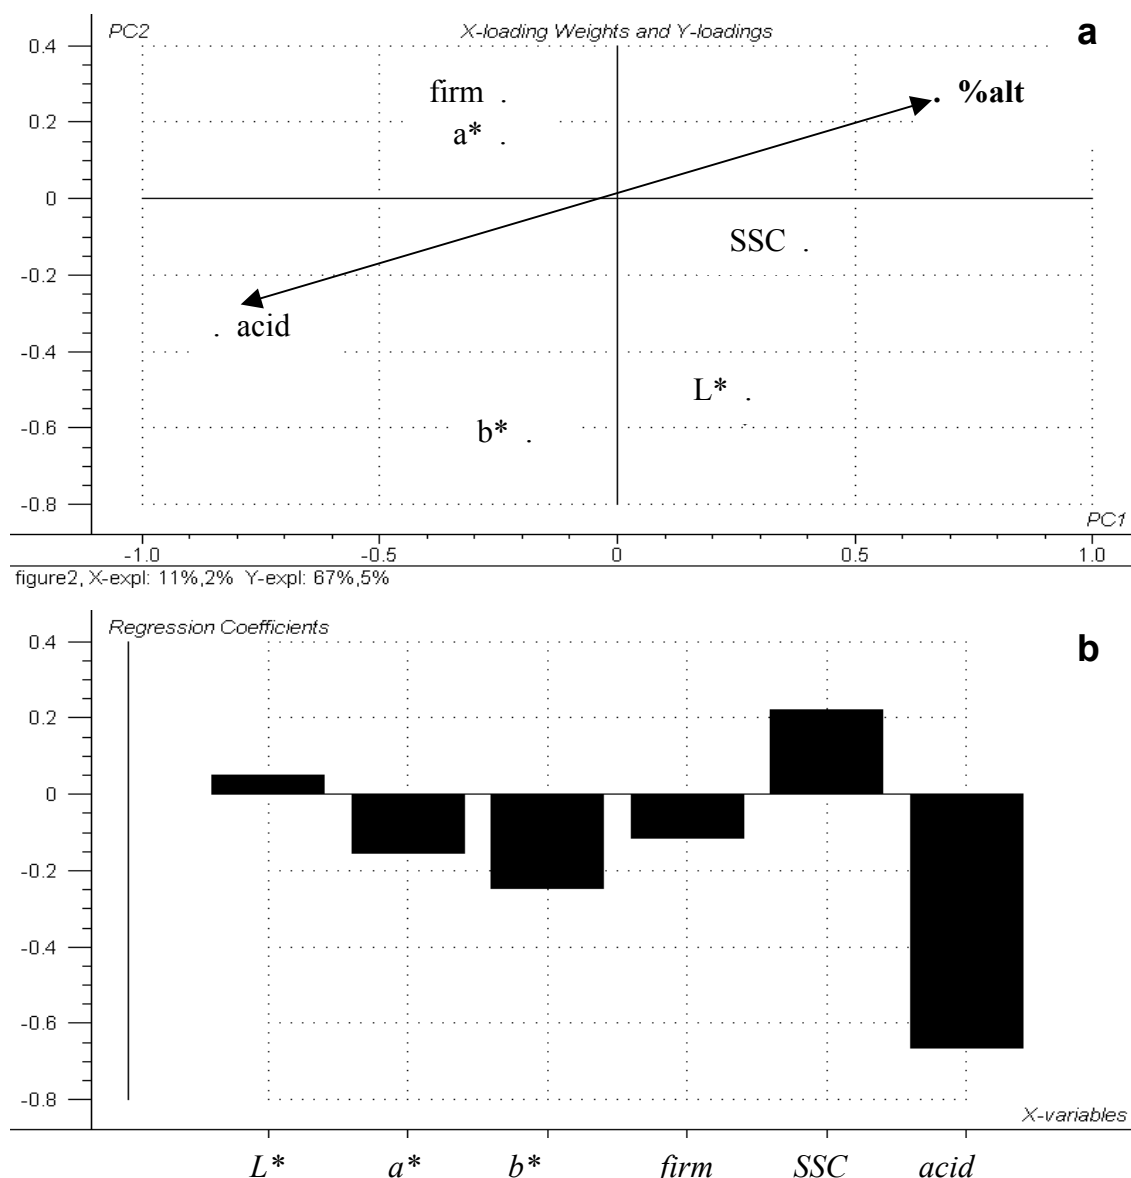 PC2
X-loading Weights and Y-loadings
a
0.4
firm
%alt
0.2
a*
0
SSC
-0.2
acid
-0.4
L*
b*
-0.6
-0.8
PC1
-1.0 -0.5 0 0.5 1.0
figure2, X-expl: 11%,2% Y-expl: 67%,5%
Regression Coefficients
b
0.4
0.2
0
-0.2
-0.4
-0.6
-0.8
X-variables
L* a* b* firm SSC acid